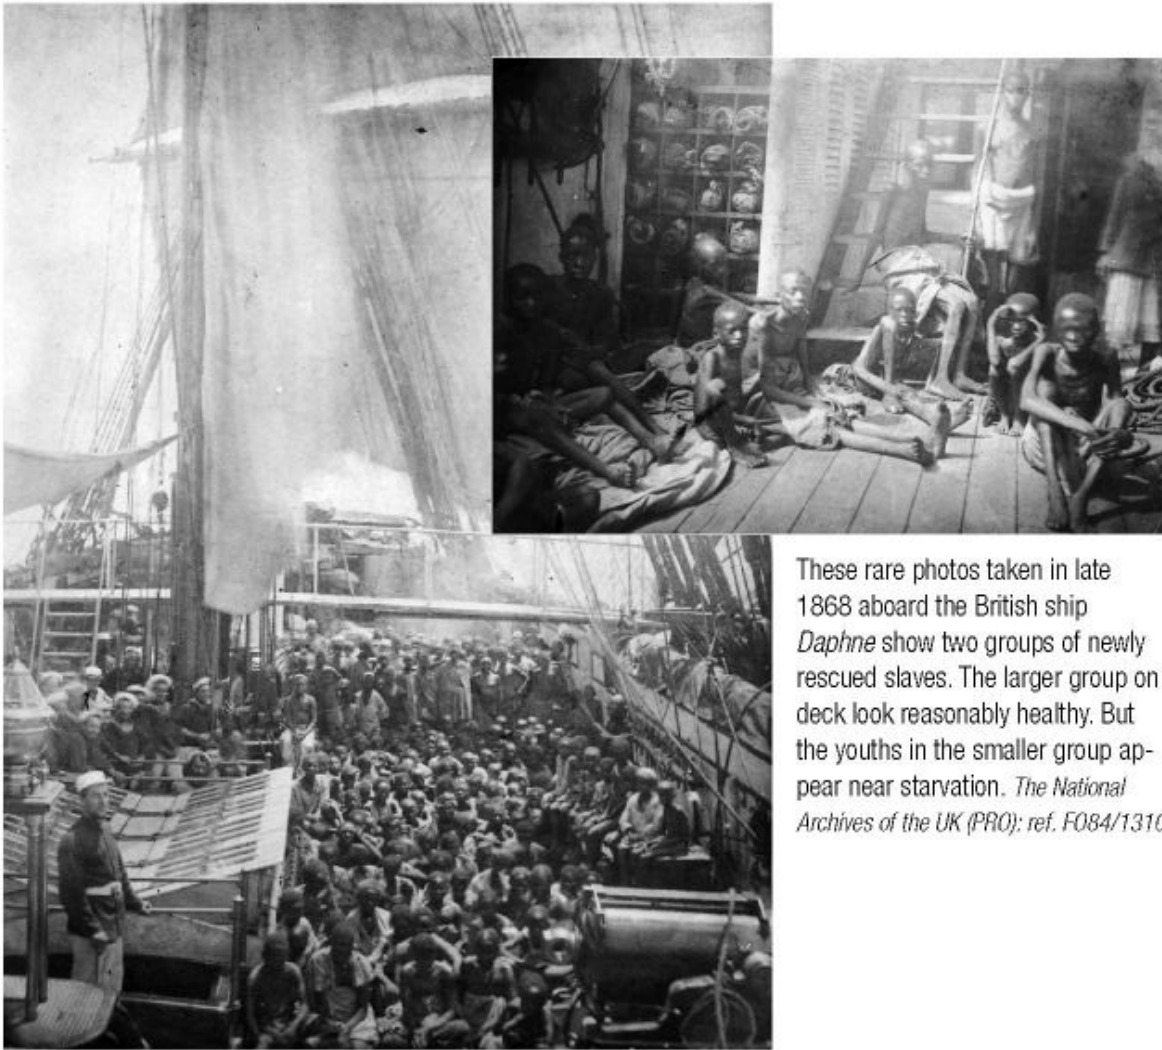 These rare photos taken in late
1868 aboard the British ship
Daphne show two groups of newly
rescued slaves. The larger group on
deck look reasonably healthy. But
the youths in the smaller group ap-
pear near starvation. The National
Archives of the UK (PRO): ref. FO84/1310